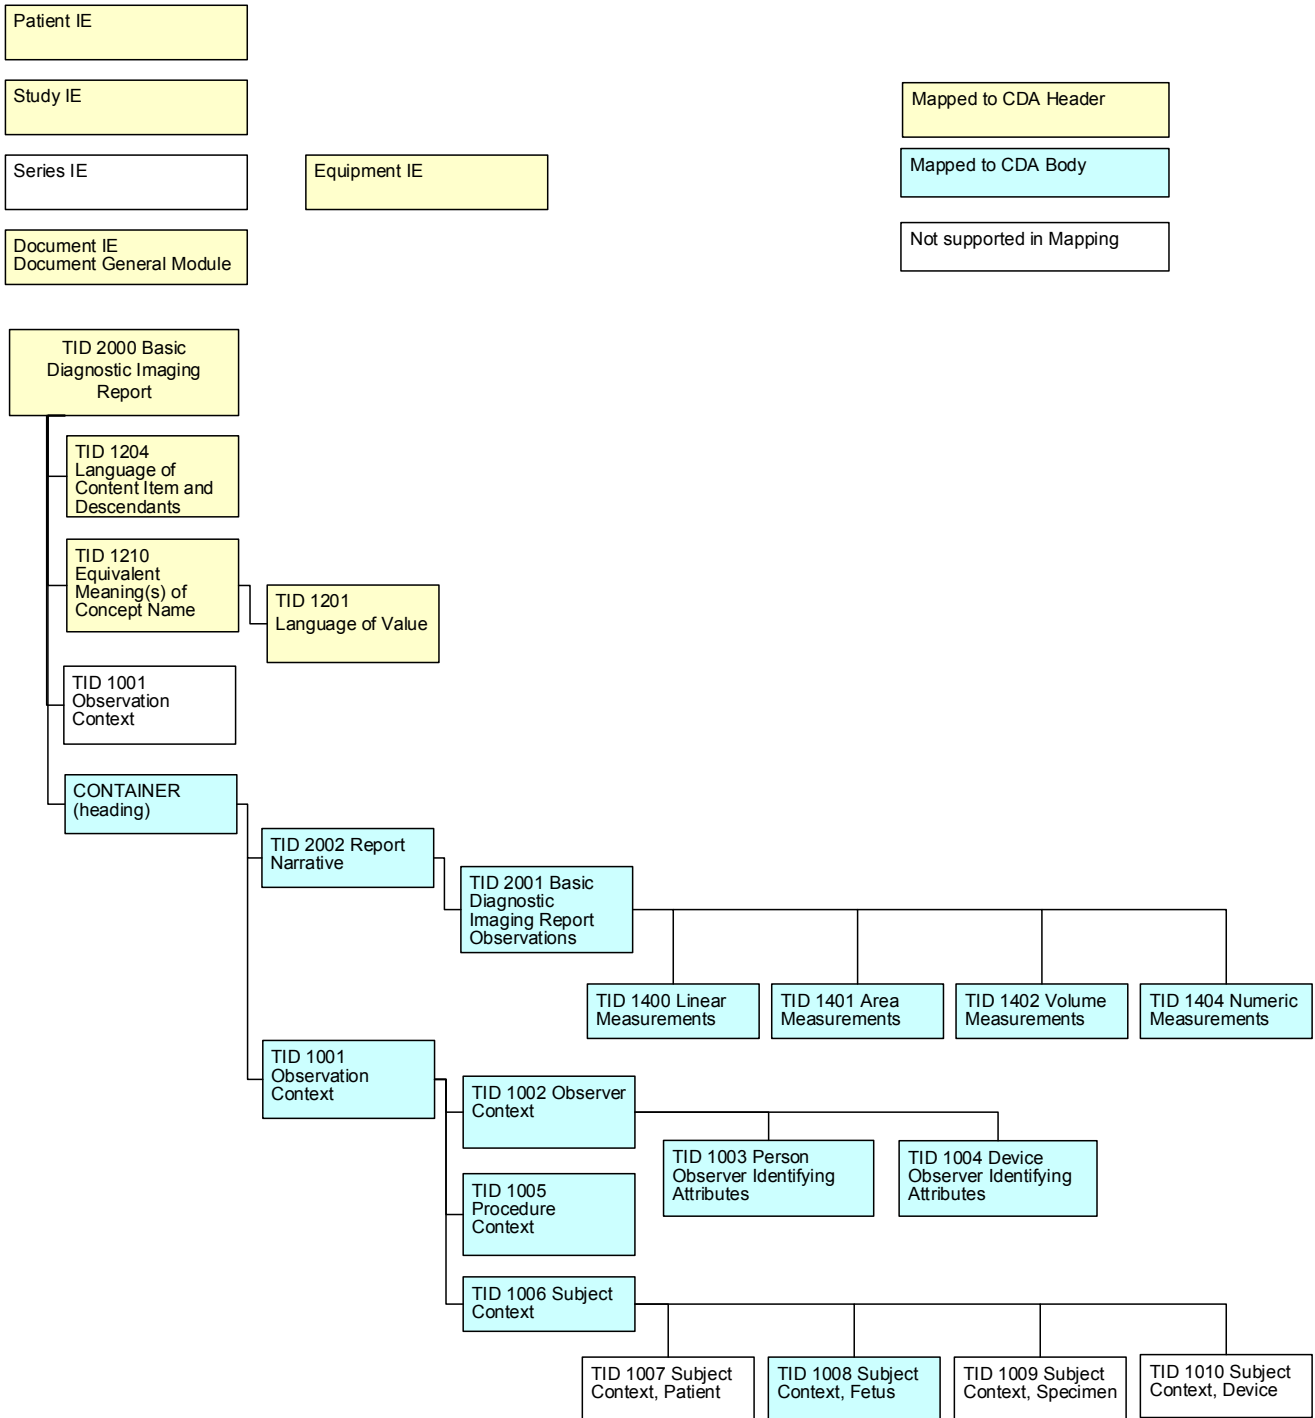 Patient IE
Study IE
Mapped to CDA Header
Series IE
Equipment IE
Mapped to CDA Body
Not supported in Mapping
Document IE
Document General Module
TID 2000 Basic
Diagnostic Imaging
Report
TID 1204
Language of
Content Item and
Descendants
TID 1210
Equivalent
Meaning(s) of
Concept Name
TID 1201
Language of Value
TID 1001
Observation
Context
CONTAINER
(heading)
TID 2002 Report
Narrative
TID 2001 Basic
Diagnostic
Imaging Report
Observations
TID 1400 Linear
Measurements
TID 1401 Area
Measurements
TID 1402 Volume
Measurements
TID 1404 Numeric
Measurements
TID 1001
Observation
Context
TID 1002 Observer
Context
TID 1003 Person
Observer Identifying
Attributes
TID 1004 Device
Observer Identifying
Attributes
TID 1005
Procedure
Context
TID 1006 Subject
Context
TID 1007 Subject
Context, Patient
TID 1008 Subject
Context, Fetus
TID 1009 Subject
Context, Specimen
TID 1010 Subject
Context, Device